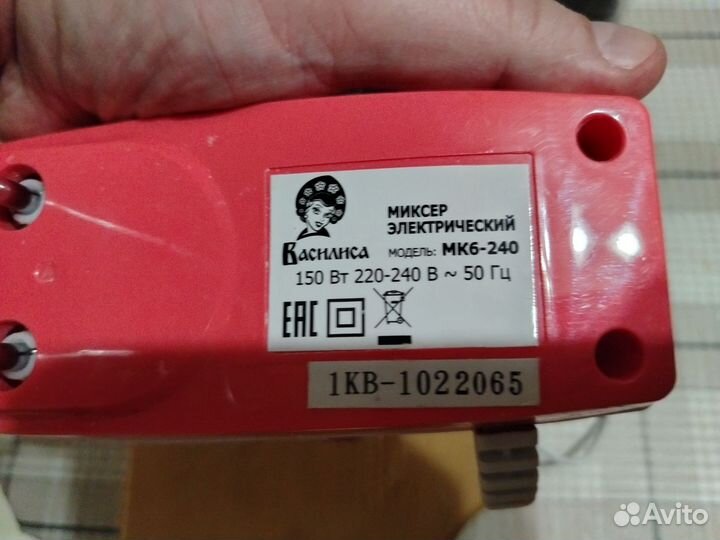 МИКСЕР
ЭЛЕКТРИЧЕСКИЙ
Василиса МОДЕЛЬ: МК6-240
150 Вт 220-240 В ~ 50 Гц
EAC
1KB-1022065
Avito